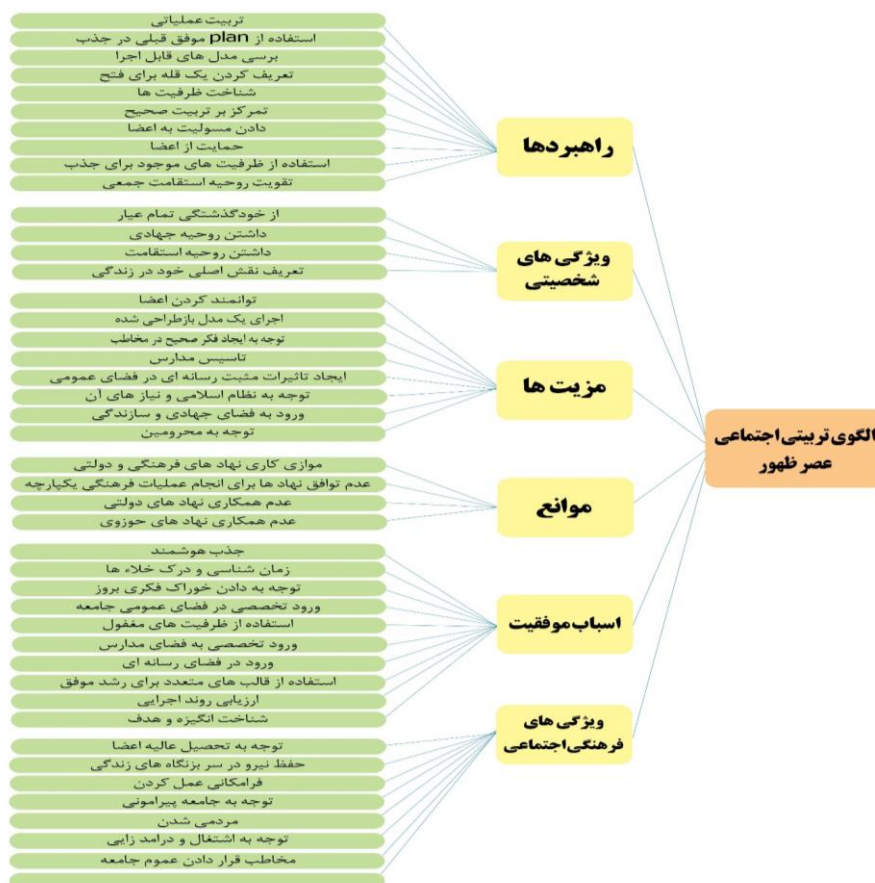 الگوی تربیتی اجتماعی
عصر ظهور
راهبردها
تربیت عملیاتی
استفاده از plan موفق قبلی در جذب
برسی مدل های قابل اجرا
تعریف کردن یک قله برای فتح
شناخت ظرفیت ها
تمرکز بر تربیت صحیح
دادن مسولیت به اعضا
حمایت از اعضا
استفاده از ظرفیت های موجود برای جذب
تقویت روحیه استقامت جمعی
ویژگی های
شخصیتی
از خودگذشتگی تمام عیار
داشتن روحیه جهادی
داشتن روحیه استقامت
تعریف نقش اصلی خود در زندگی
مزیت ها
توانمند کردن اعضا
اجرای یک مدل بازطراحی شده
توجه به ایجاد فکر صحیح در مخاطب
تاسیس مدارس
ایجاد تاثیرات مثبت رسانه ای در فضای عمومی
توجه به نظام اسلامی و نیاز های آن
ورود به فضای جهادی و سازندگی
توجه به محرومین
موانع
موازی کاری نهاد های فرهنگی و دولتی
عدم توافق نهاد ها برای انجام عملیات فرهنگی یکپارچه
عدم همکاری نهاد های دولتی
عدم همکاری نهاد های حوزوی
اسباب موفقیت
جذب هوشمند
زمان شناسی و درک خلاء ها
توجه به دادن خوراک فکری بروز
ورود تخصصی در فضای عمومی جامعه
استفاده از ظرفیت های مغفول
ورود تخصصی به فضای مدارس
ورود در فضای رسانه ای
استفاده از قالب های متعدد برای رشد موفق
ارزیابی روند اجرایی
شناخت انگیزه و هدف
ویژگی های
فرهنگی اجتماعی
توجه به تحصیل عالیه اعضا
حفظ نیرو در سر بزنگاه های زندگی
فرامکانی عمل کردن
توجه به جامعه پیرامونی
مردمی شدن
توجه به اشتغال و درامد زایی
مخاطب قرار دادن عموم جامعه